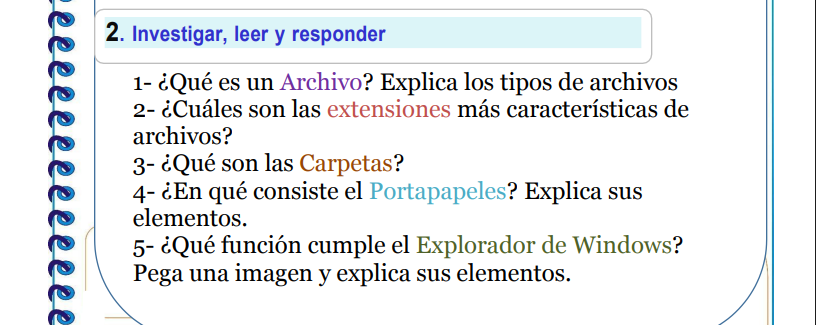 2. Investigar, leer y responder
1- ¿Qué es un Archivo? Explica los tipos de archivos
2- ¿Cuáles son las extensiones más características de
archivos?
3- ¿Qué son las Carpetas?
4- ¿En qué consiste el Portapapeles? Explica sus
elementos.
5- ¿Qué función cumple el Explorador de Windows?
Pega una imagen y explica sus elementos.